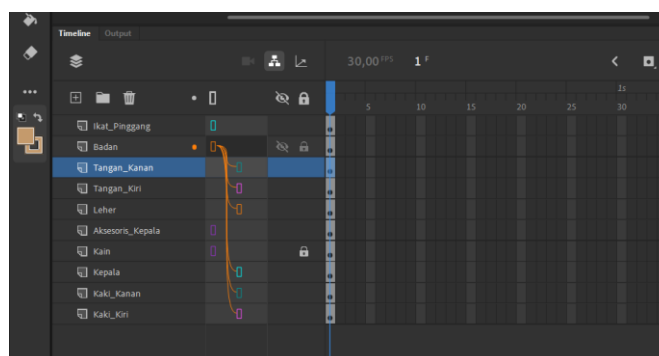 Timeline Output
30,00 FPS 1 F
1s
5 10 15 20 25 30
Ikat_Pinggang
Badan
Tangan_Kanan
Tangan_Kiri
Leher
Aksesoris_Kepala
Kain
Kepala
Kaki_Kanan
Kaki_Kiri